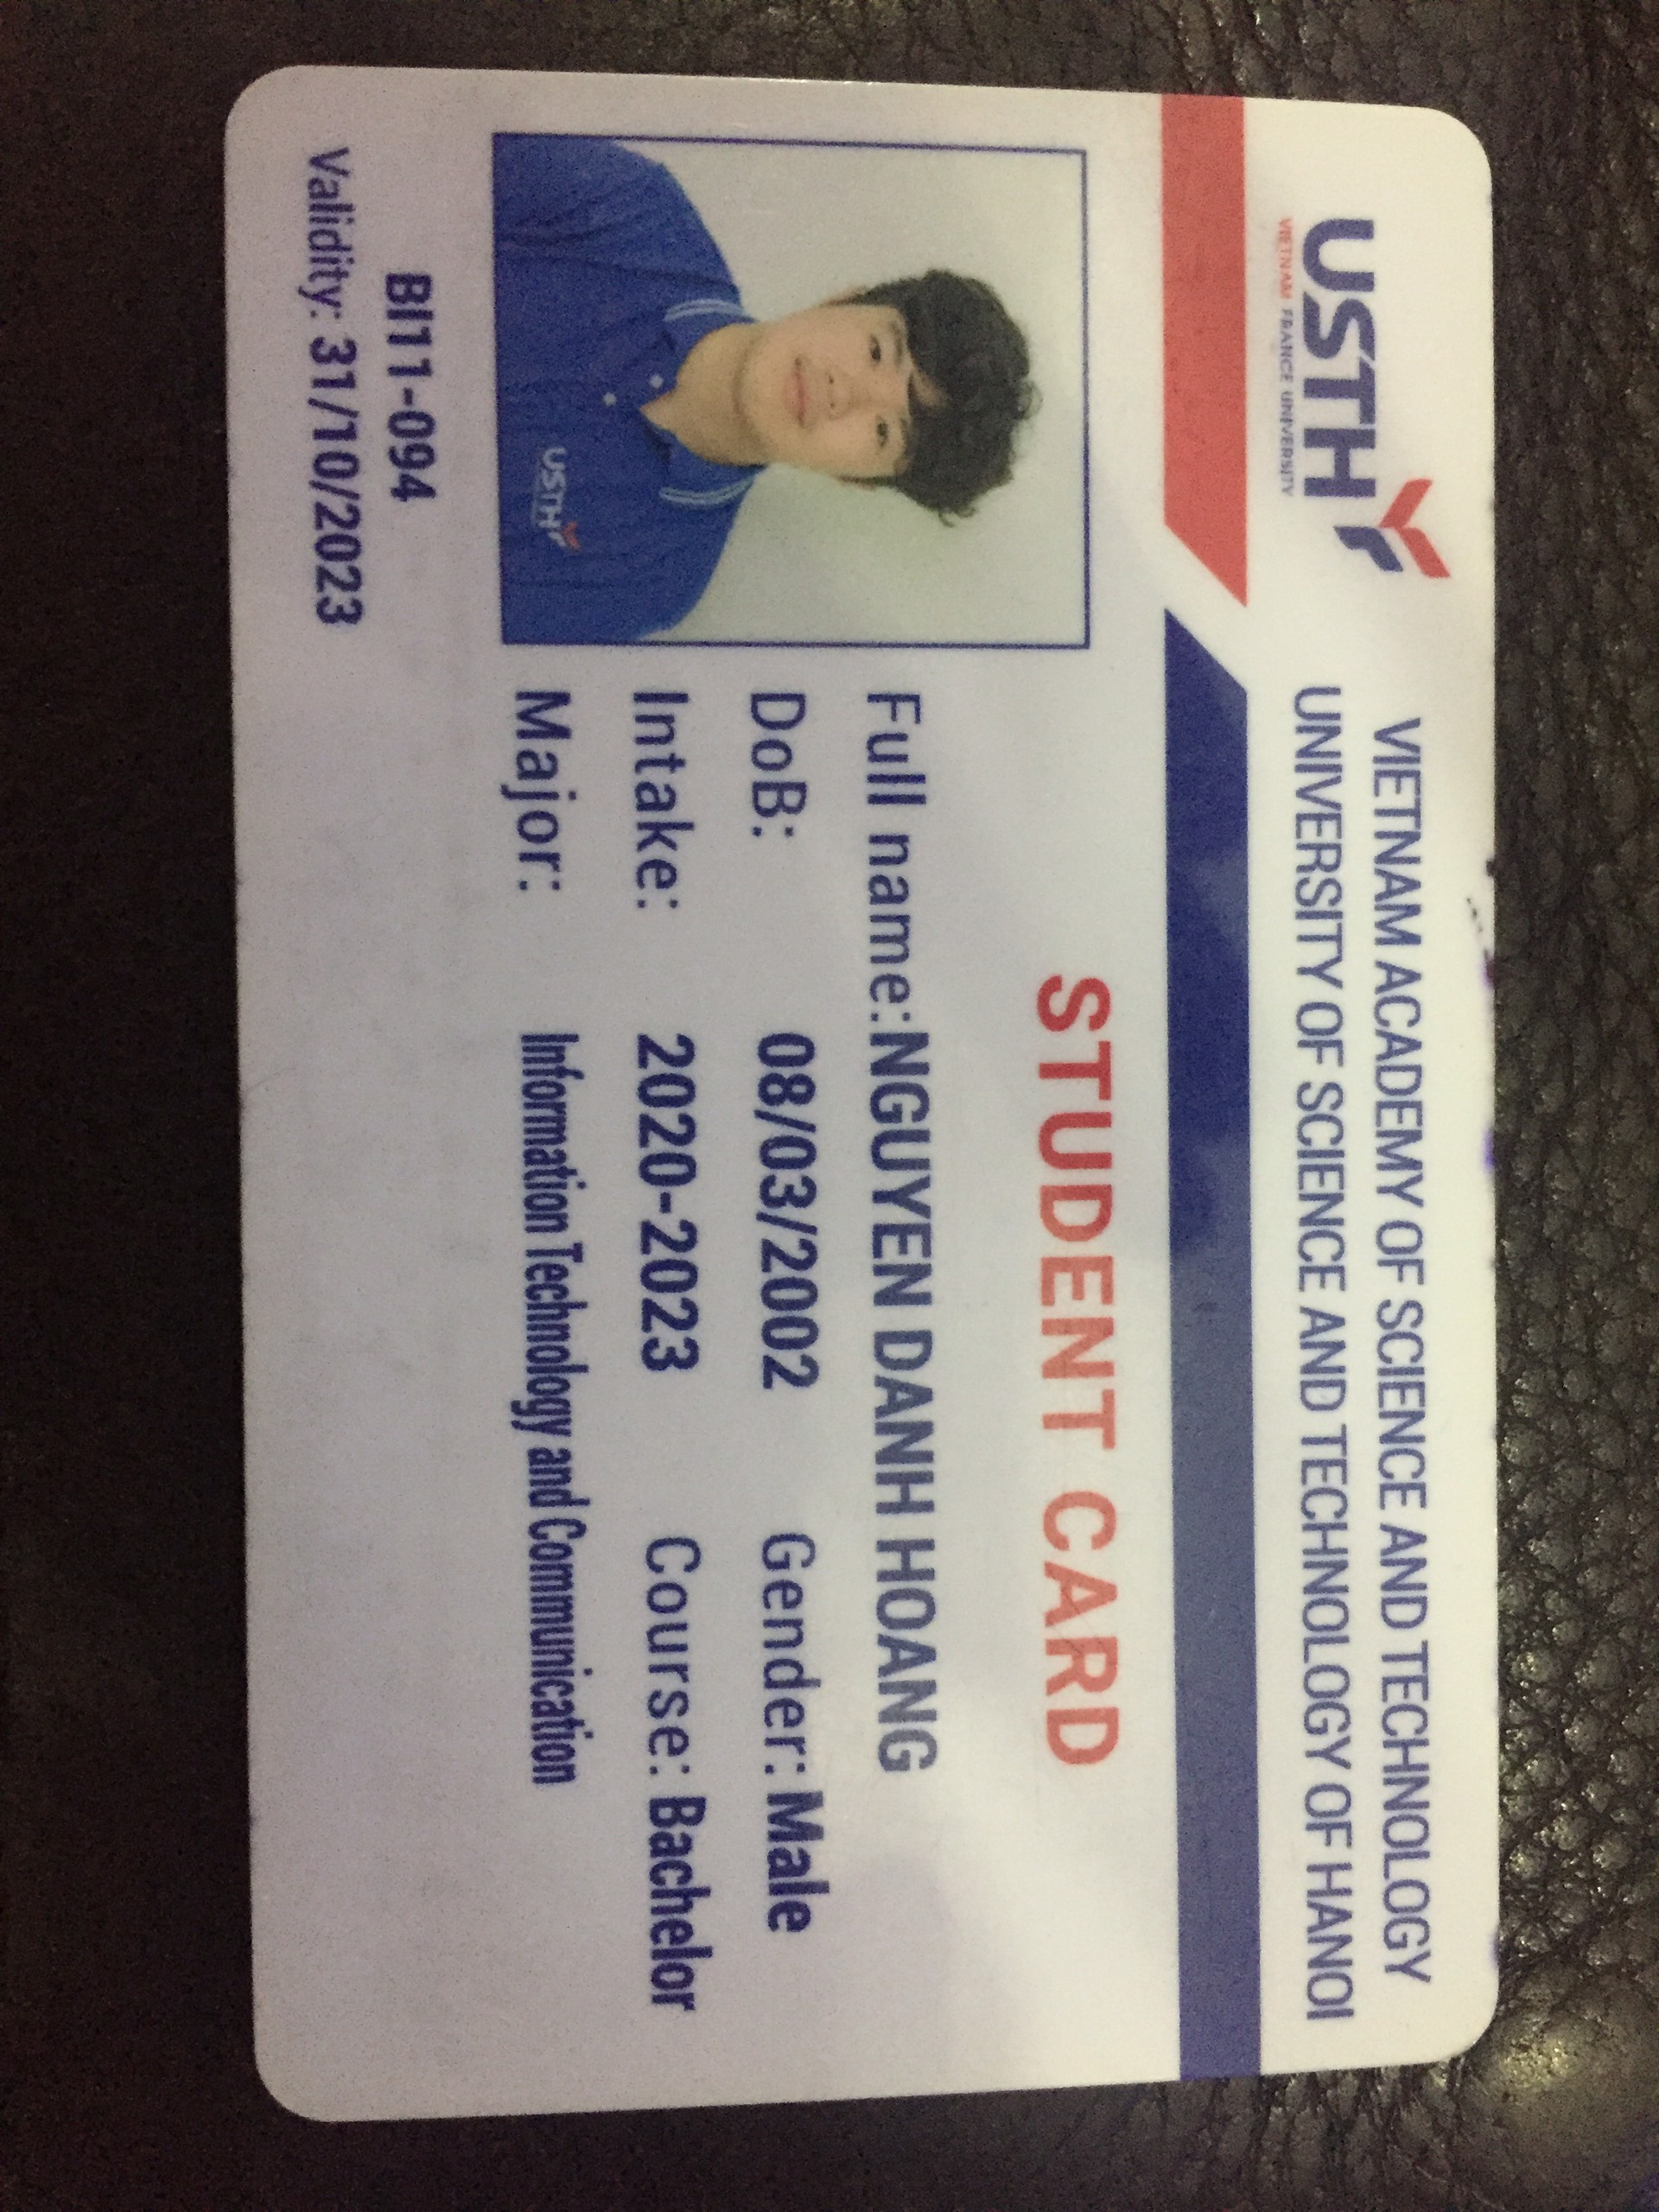 USTH
VIETNAM FRANCE UNIVERSITY
VIETNAM ACADEMY OF SCIENCE AND TECHNOLOGY
UNIVERSITY OF SCIENCE AND TECHNOLOGY OF HANOI
STUDENT CARD
Full name: NGUYEN DANH HOANG
DoB: 08/03/2002 Gender: Male
Intake: 2020-2023 Course: Bachelor
Major: Information Technology and Communication
USTH
BI11-094
Validity: 31/10/2023